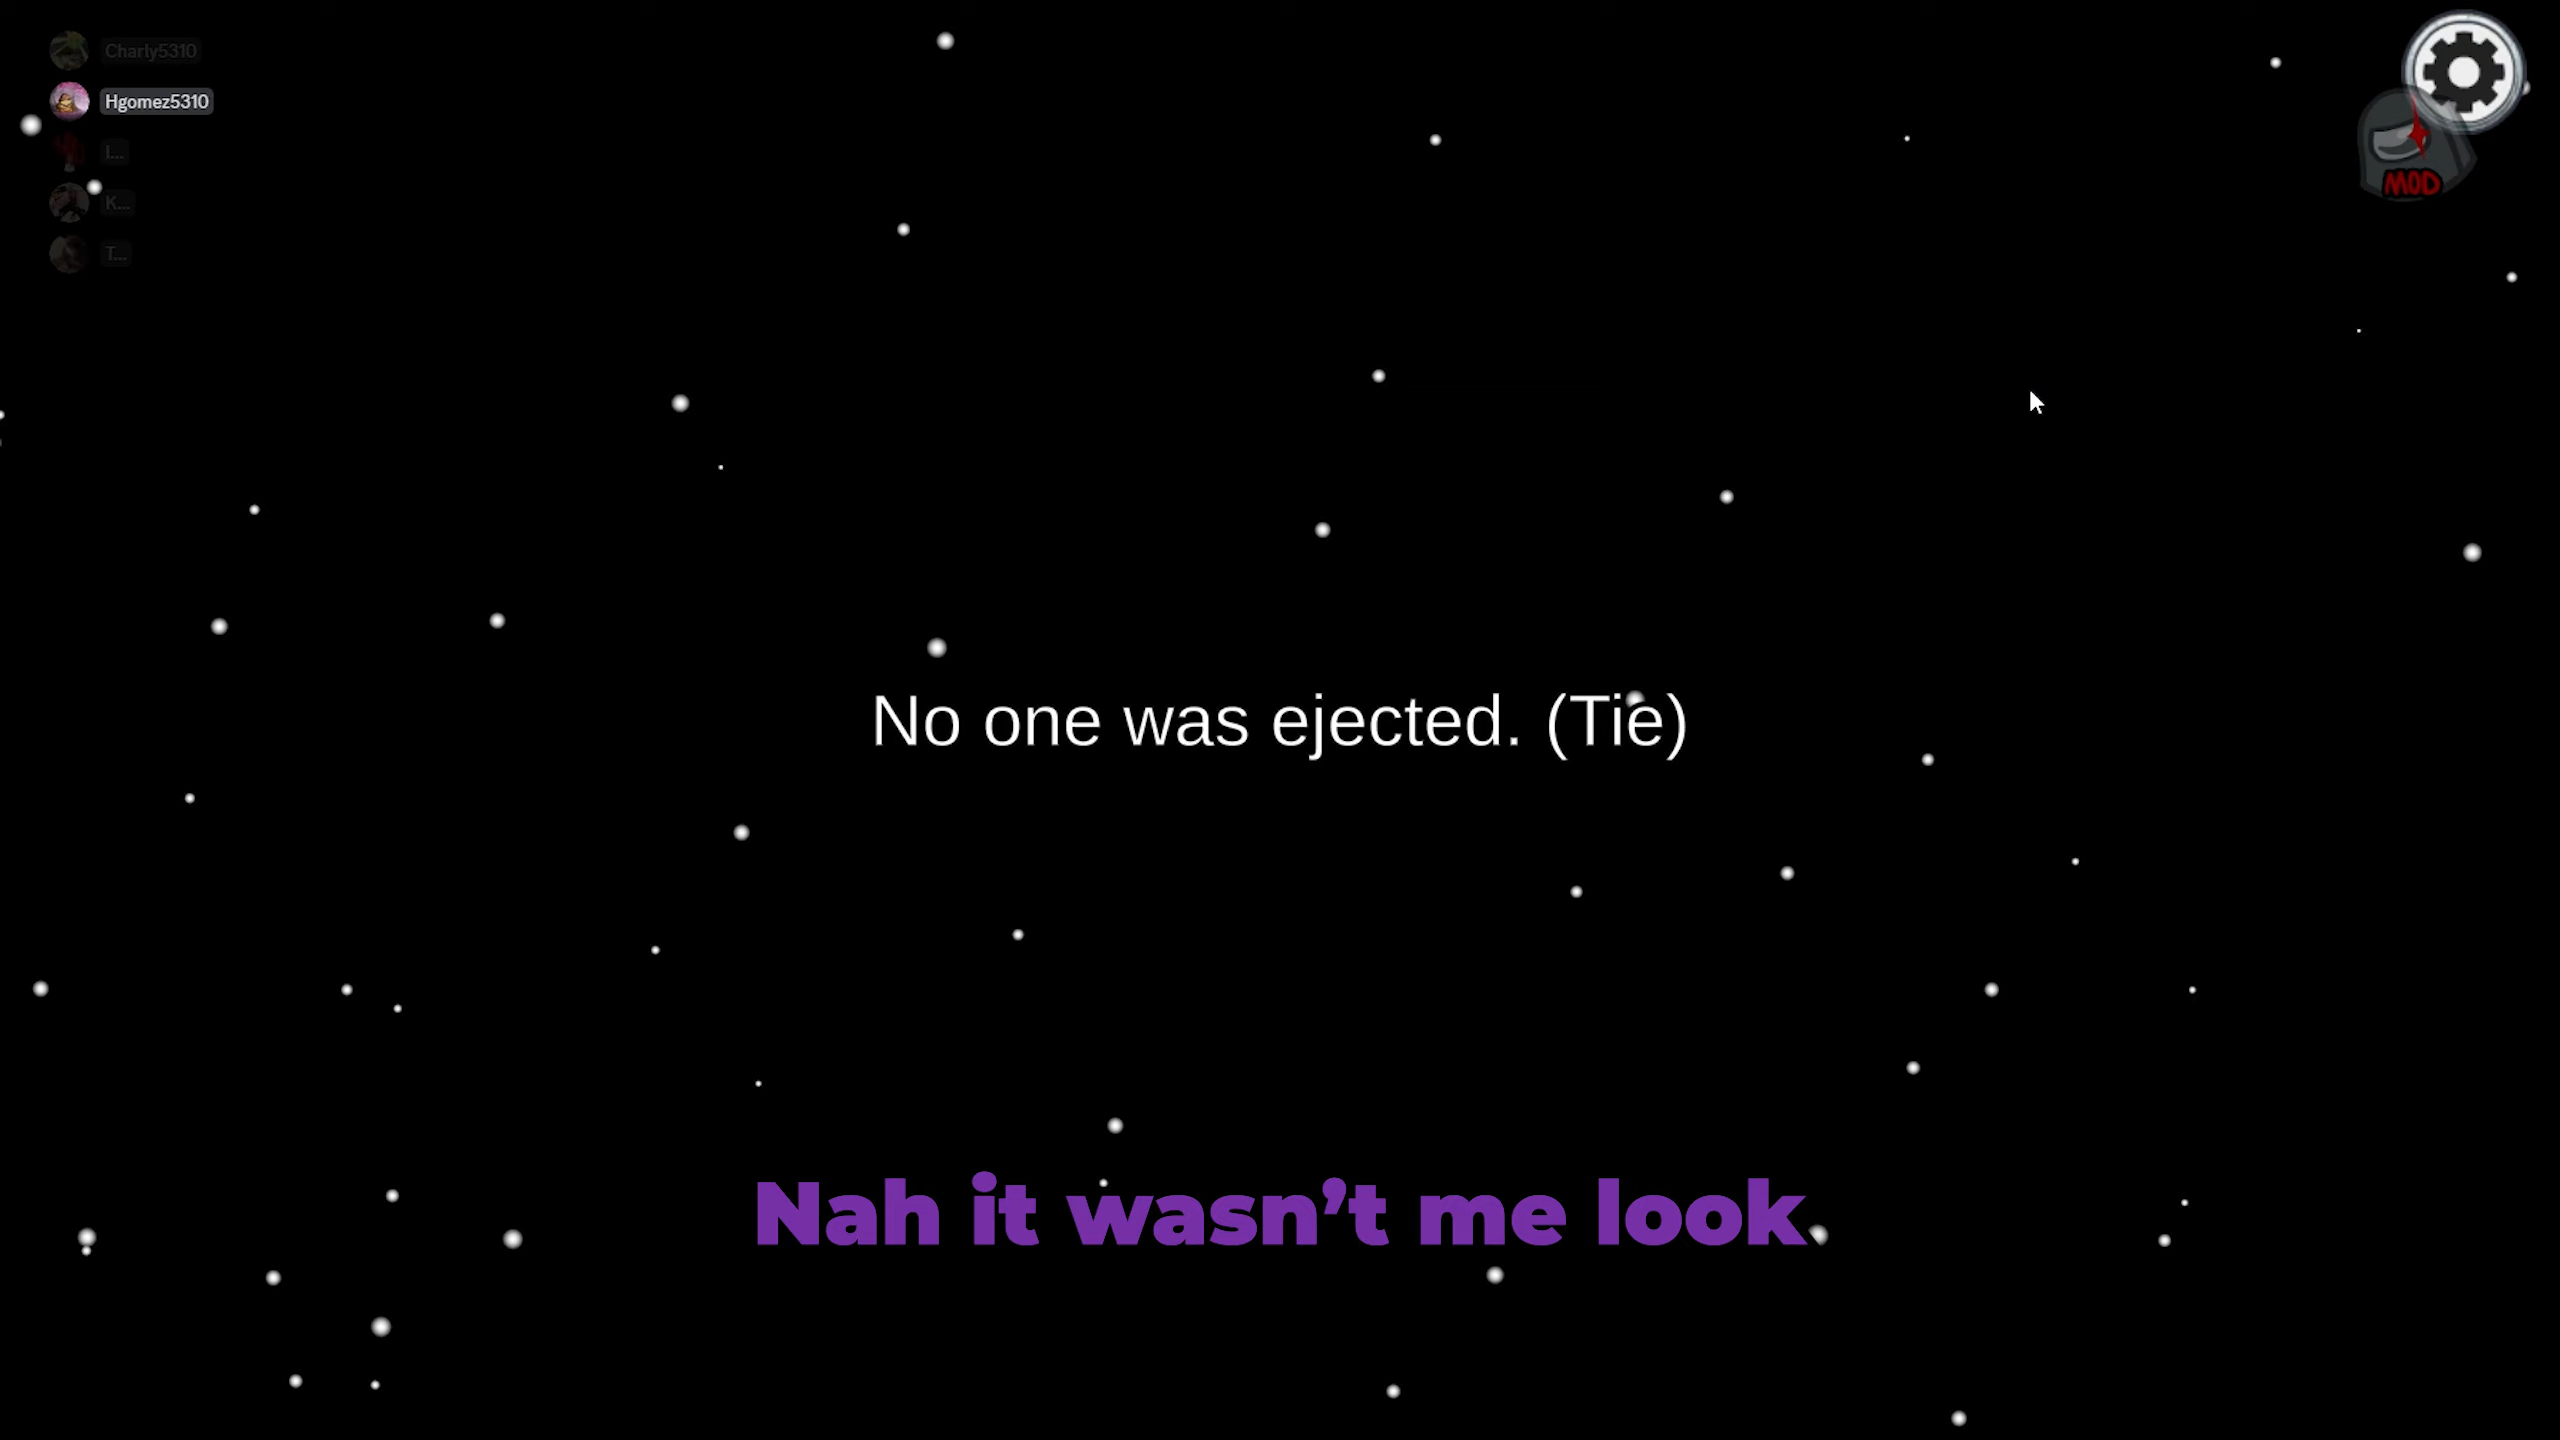 Charly5310
Hgomez5310
I...
K...
T...
MOD
No one was ejected. (Tie)
Nah it wasn’t me look